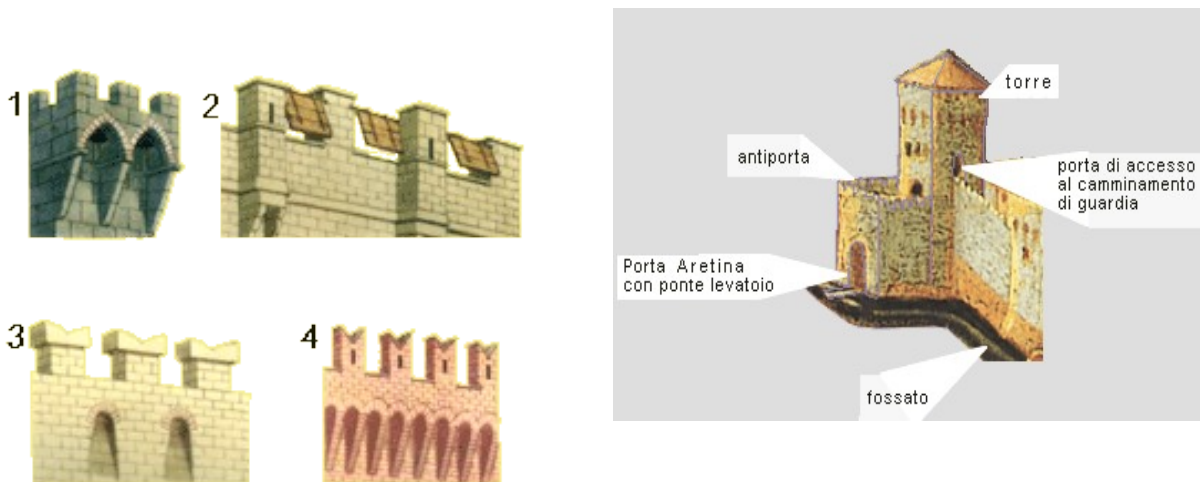 1
2
3
4
torre
antiporta
porta di accesso
al camminamento
di guardia
Porta Aretina
con ponte levatoio
fossato